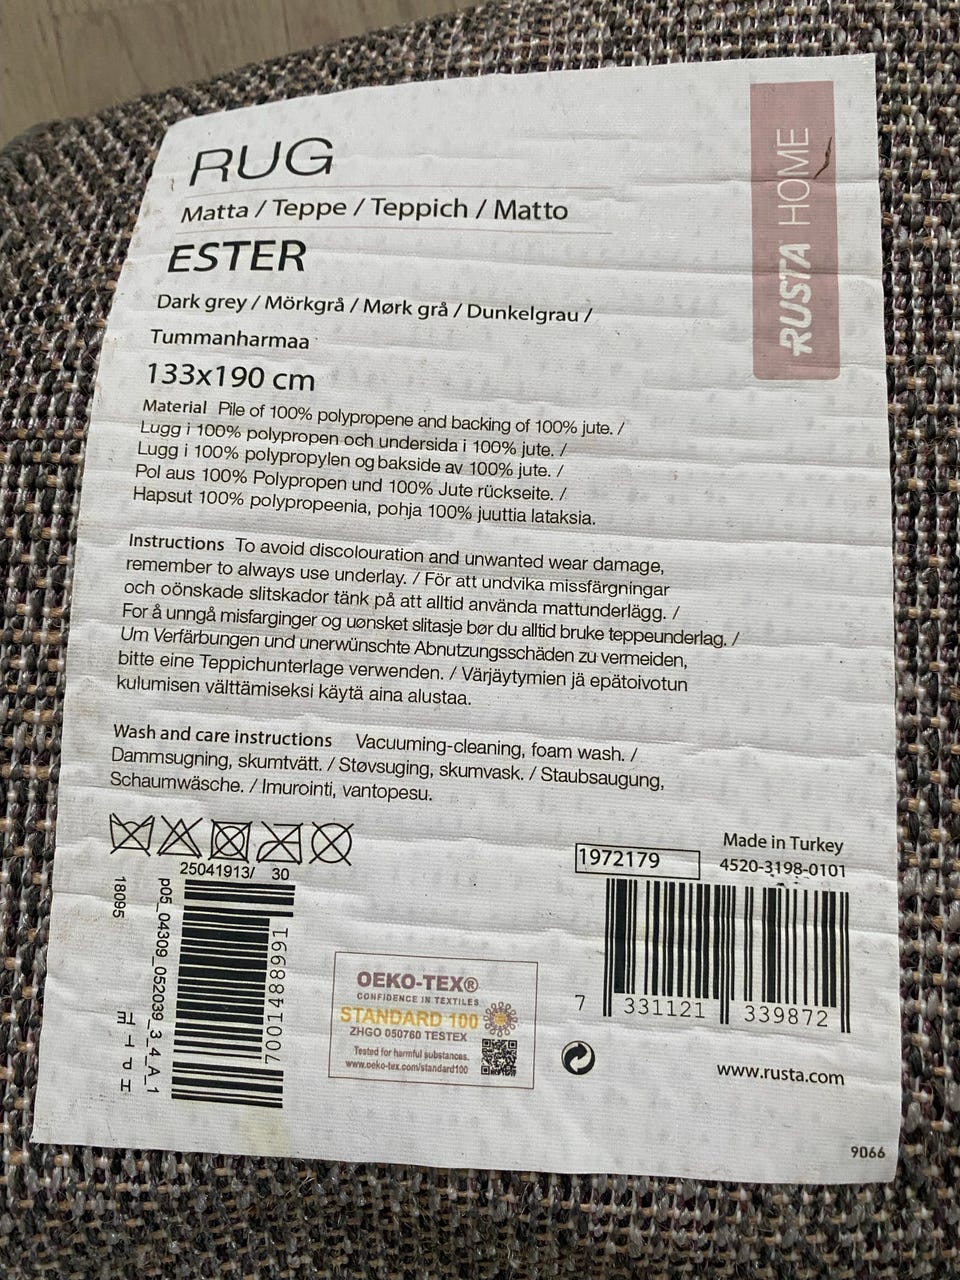 RUG
Matta / Teppe / Teppich / Matto
ESTER
Dark grey / Mörkgrå / Mørk grå / Dunkelgrau /
Tummanharmaa
133x190 cm
RUSTA HOME
Material Pile of 100% polypropene and backing of 100% jute. /
Lugg i 100% polypropen och undersida i 100% jute. /
Lugg i 100% polypropylen og bakside av 100% jute. /
Pol aus 100% Polypropen und 100% Jute rückseite. /
Hapsut 100% polypropeenia, pohja 100% juuttia lataksia.
Instructions To avoid discolouration and unwanted wear damage,
remember to always use underlay. / För att undvika missfärgningar
och oönskade slitskador tänk på att alltid använda mattunderlägg. /
For å unngå misfarginger og uønsket slitasje bør du alltid bruke teppeunderlag. /
Um Verfärbungen und unerwünschte Abnutzungsschäden zu vermeiden,
bitte eine Teppichunterlage verwenden. / Värjäytymien jä epätoivotun
kulumisen välttämiseksi käytä aina alustaa.
Wash and care instructions Vacuuming-cleaning, foam wash. /
Dammsugning, skumtvätt. / Støvsuging, skumvask. / Staubsaugung,
Schaumwäsche. / Imurointi, vantopesu.
25041913/ 30
18095
p05_04309_052039_3_4_A_1
7001488991
OEKO-TEX®
CONFIDENCE IN TEXTILES
STANDARD 100
ZHGO 050760 TESTEX
Tested for harmful substances.
www.oeko-tex.com/standard100
Made in Turkey
1972179
4520-3198-0101
7 331121 339872
www.rusta.com
9066